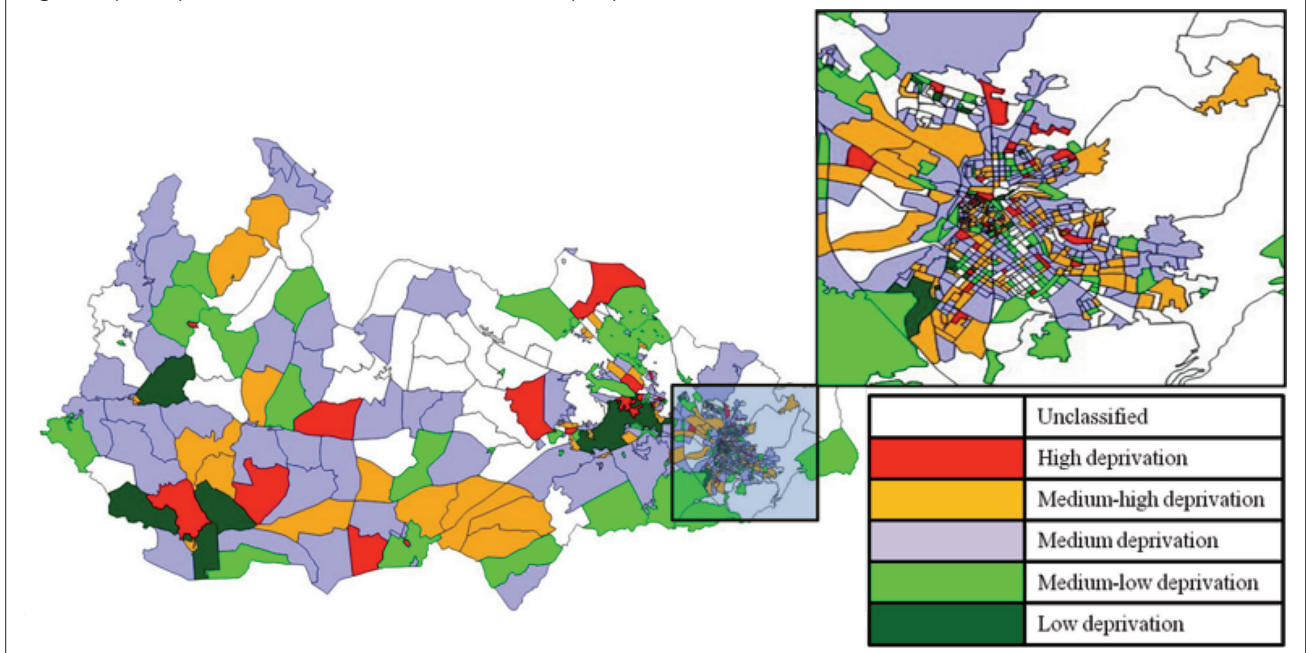 Unclassified
High deprivation
Medium-high deprivation
Medium deprivation
Medium-low deprivation
Low deprivation